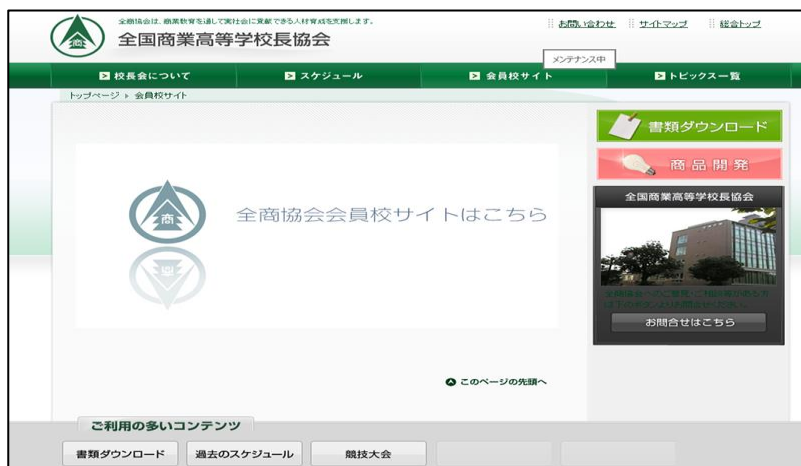 全商協会は、商業教育を通して実社会に貢献できる人材育成を支援します。
全国商業高等学校長協会
お問い合わせ
サイトマップ
総合トップ
メンテナンス中
校長会について
スケジュール
会員校サイト
トピックス一覧
トップページ 会員校サイト
書類ダウンロード
商品開発
商
全商協会会員校サイトはこちら
全国商業高等学校長協会
お問合せはこちら
このページの先頭へ
ご利用の多いコンテンツ
書類ダウンロード
過去のスケジュール
競技大会